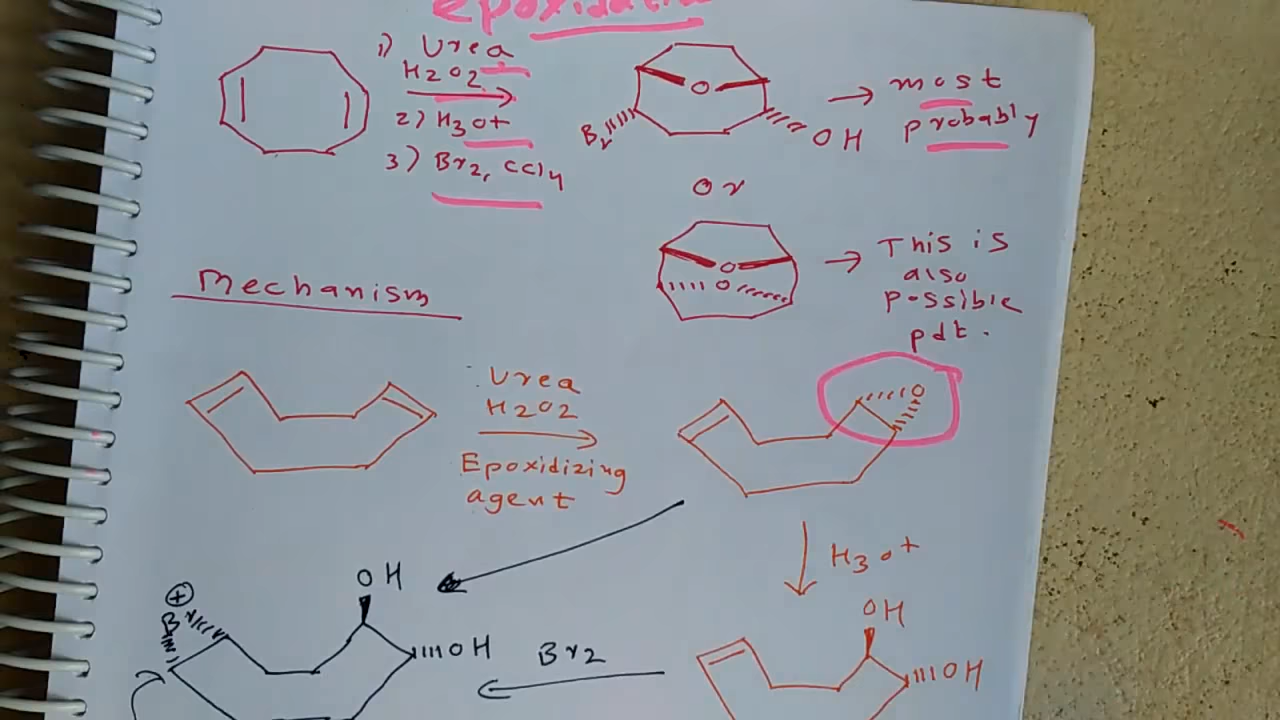 epoxidation
1) Urea
H2O2
2) H3O+
3) Br2, CCl4
O
Br
OH
→ most probably
Or
O
O
→ This is
also
possible
pdt.
Mechanism
Urea
H2O2
Epoxidizing
agent
O
H3O+
OH
OH
Br2
OH
OH
Br
+